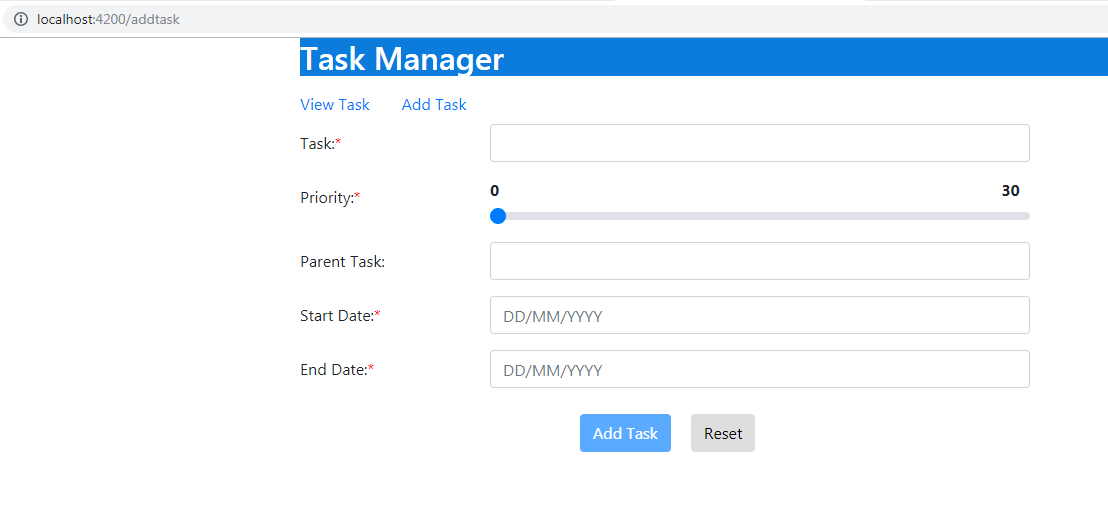 localhost:4200/addtask
Task Manager
View Task Add Task
Task:*
0 30
Priority:*
Parent Task:
Start Date:* DD/MM/YYYY
End Date:* DD/MM/YYYY
Add Task Reset